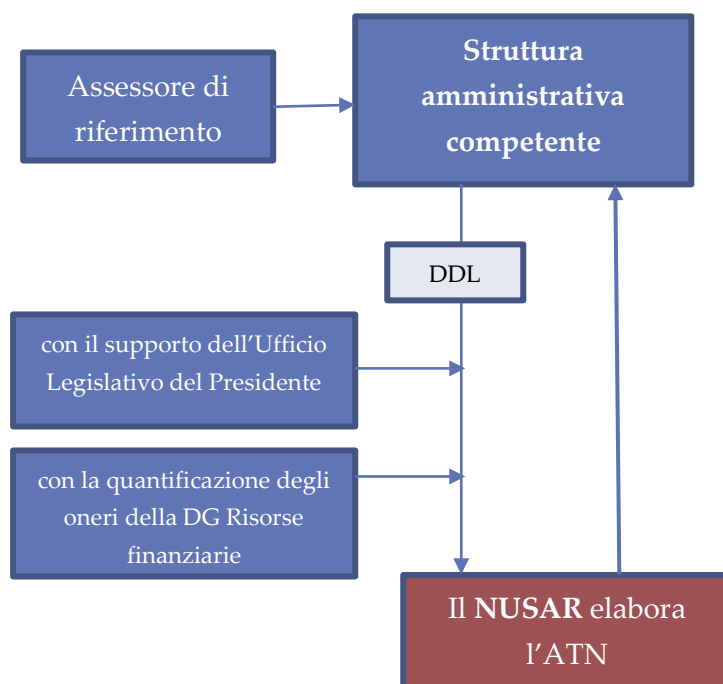 Assessore di
riferimento
Struttura
amministrativa
competente
DDL
con il supporto dell’Ufficio
Legislativo del Presidente
con la quantificazione degli
oneri della DG Risorse
finanziarie
Il NUSAR elabora
l’ATN